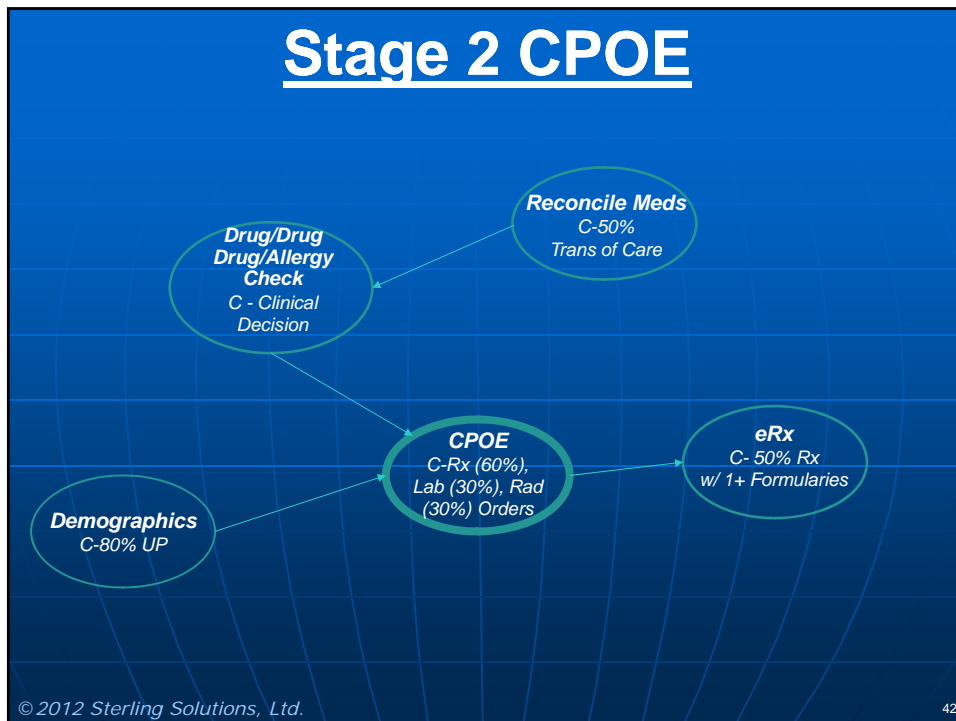 Stage 2 CPOE
Reconcile Meds
C-50%
Trans of Care
Drug/Drug
Drug/Allergy
Check
C - Clinical
Decision
CPOE
C-Rx (60%),
Lab (30%), Rad
(30%) Orders
eRx
C- 50% Rx
w/ 1+ Formularies
Demographics
C-80% UP
©2012 Sterling Solutions, Ltd.
42